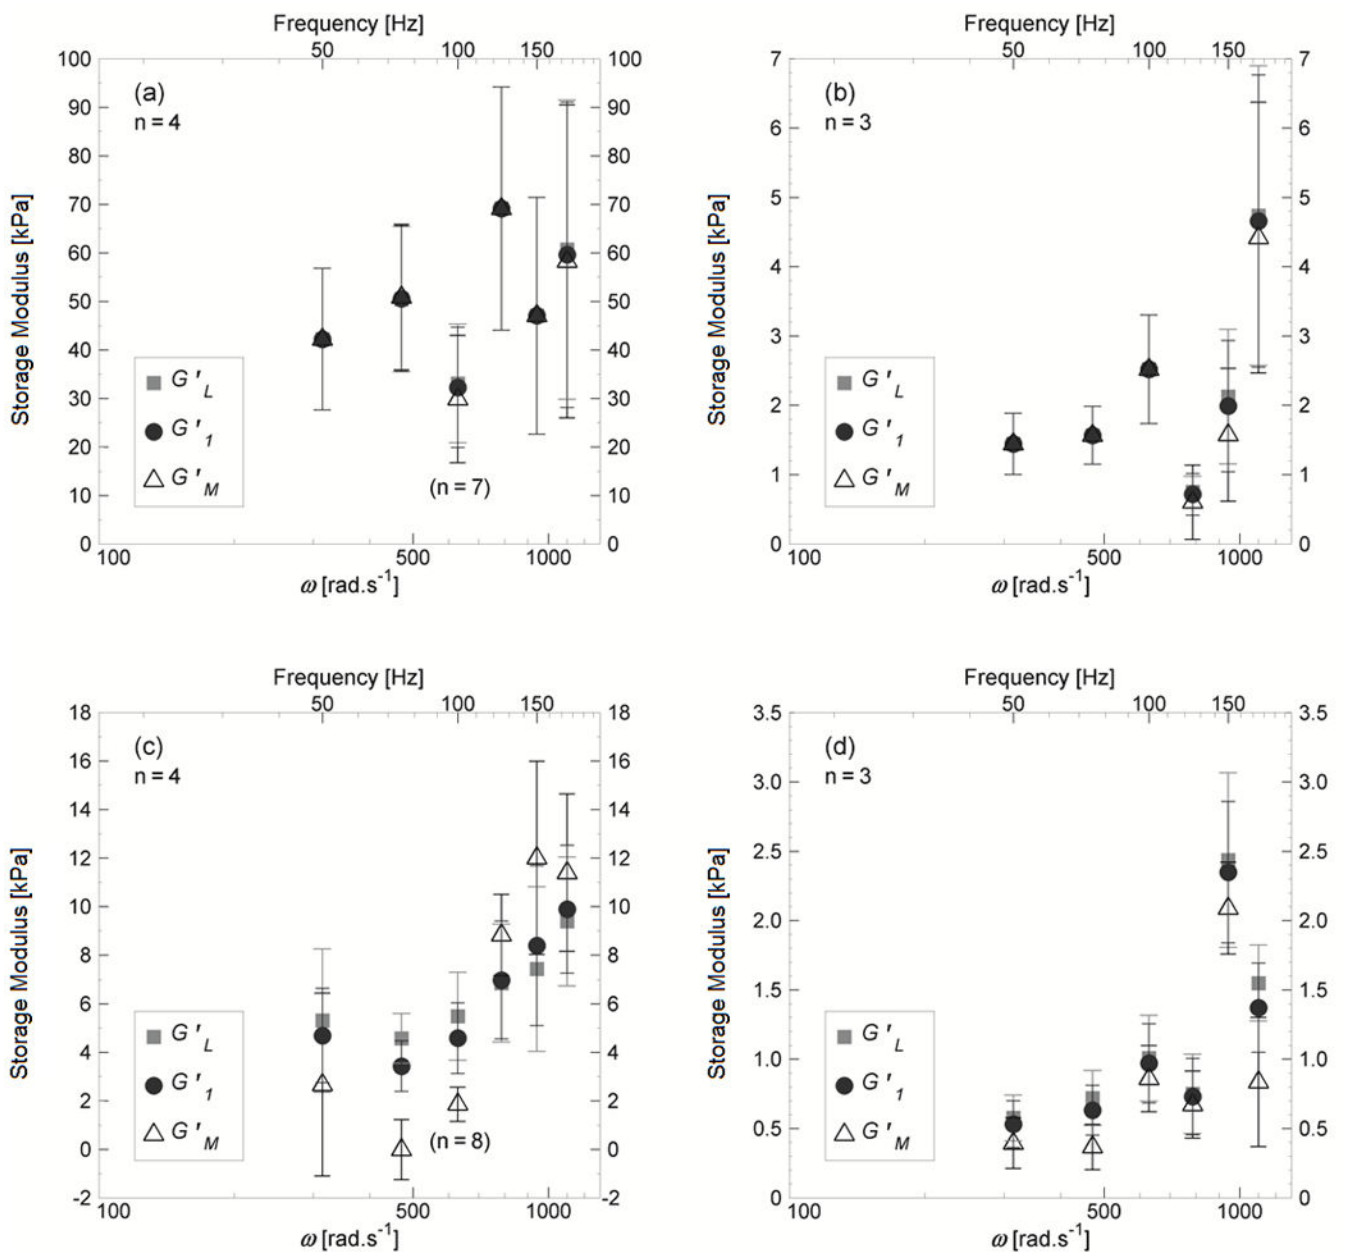 Frequency [Hz]
50 100 150
100 100
90 90
80 80
70 70
60 60
50 50
40 40
30 30
20 20
10 10
0 0
(a)
n = 4
G'L
G'1
G'M
(n = 7)
Storage Modulus [kPa]
100 500 1000
ω [rad.s-1]
Frequency [Hz]
50 100 150
7 7
6 6
5 5
4 4
3 3
2 2
1 1
0 0
(b)
n = 3
G'L
G'1
G'M
Storage Modulus [kPa]
100 500 1000
ω [rad.s-1]
Frequency [Hz]
50 100 150
18 18
16 16
14 14
12 12
10 10
8 8
6 6
4 4
2 2
0 0
-2 -2
(c)
n = 4
G'L
G'1
G'M
(n = 8)
Storage Modulus [kPa]
100 500 1000
ω [rad.s-1]
Frequency [Hz]
50 100 150
3.5 3.5
3.0 3.0
2.5 2.5
2.0 2.0
1.5 1.5
1.0 1.0
0.5 0.5
0 0
(d)
n = 3
G'L
G'1
G'M
Storage Modulus [kPa]
100 500 1000
ω [rad.s-1]